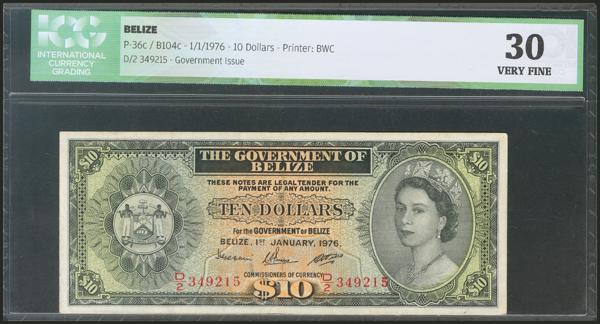 ICG
INTERNATIONAL
CURRENCY
GRADING
BELIZE
P-36c / B104c - 1/1/1976 - 10 Dollars - Printer: BWC
D/2 349215 - Government Issue
30
VERY FINE
$10
$10
THE GOVERNMENT OF
BELIZE
THESE NOTES ARE LEGAL TENDER FOR THE
PAYMENT OF ANY AMOUNT.
TEN DOLLARS
For the GOVERNMENT OF BELIZE
BELIZE, 1ST JANUARY, 1976.
D/2 349215
D/2 349215
COMMISSIONERS OF CURRENCY
$10
$10
$10